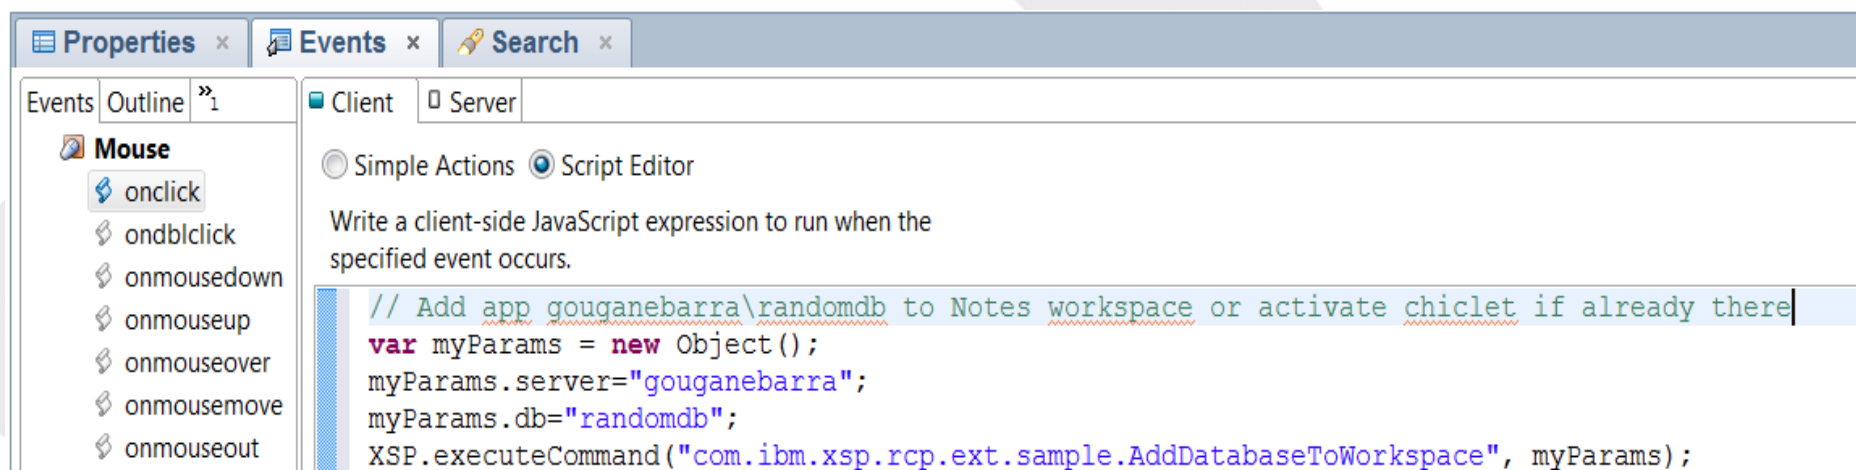 Properties Events Search
Events Outline »1 Client Server
Mouse
onclick
ondblclick
onmousedown
onmouseup
onmouseover
onmousemove
onmouseout
Simple Actions Script Editor
Write a client-side JavaScript expression to run when the
specified event occurs.
// Add app gouganebarra\randomdb to Notes workspace or activate chiclet if already there
var myParams = new Object();
myParams.server="gouganebarra";
myParams.db="randomdb";
XSP.executeCommand("com.ibm.xsp.rcp.ext.sample.AddDatabaseToWorkspace", myParams);